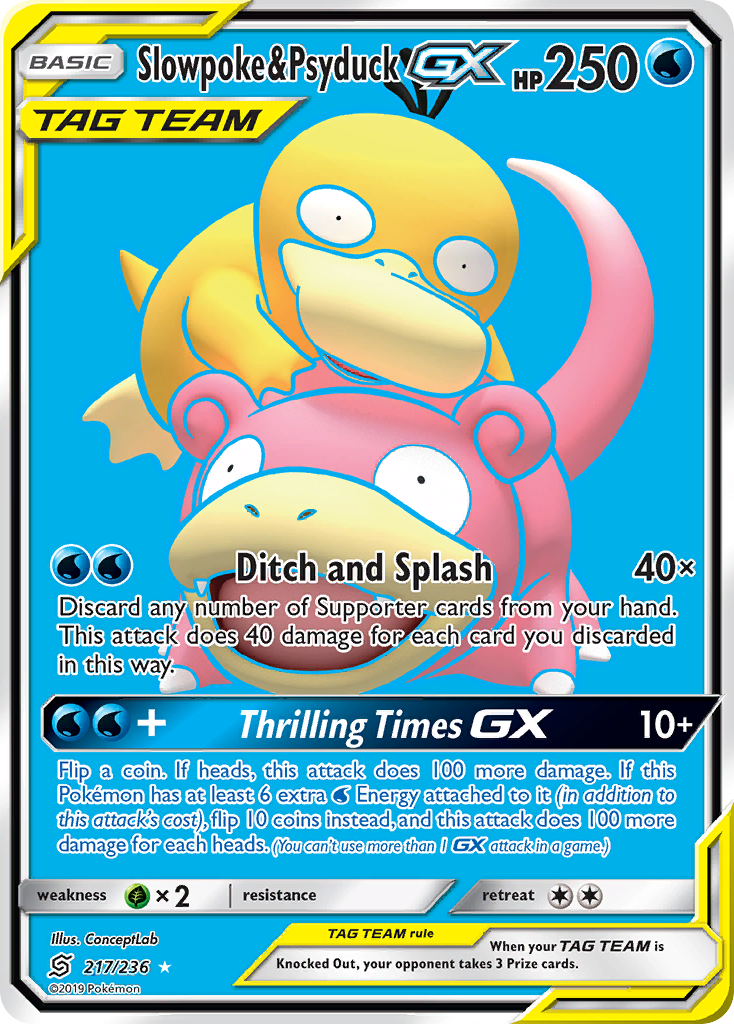 BASIC Slowpoke&Psyduck GX HP 250
TAG TEAM
Ditch and Splash 40×
Discard any number of Supporter cards from your hand.
This attack does 40 damage for each card you discarded
in this way.
+ Thrilling Times GX 10+
Flip a coin. If heads, this attack does 100 more damage. If this
Pokémon has at least 6 extra Energy attached to it (in addition to
this attack's cost), flip 10 coins instead, and this attack does 100 more
damage for each heads. (You can't use more than 1 GX attack in a game.)
weakness ×2 resistance retreat
Illus. ConceptLab
217/236
©2019 Pokémon
TAG TEAM rule
When your TAG TEAM is
Knocked Out, your opponent takes 3 Prize cards.